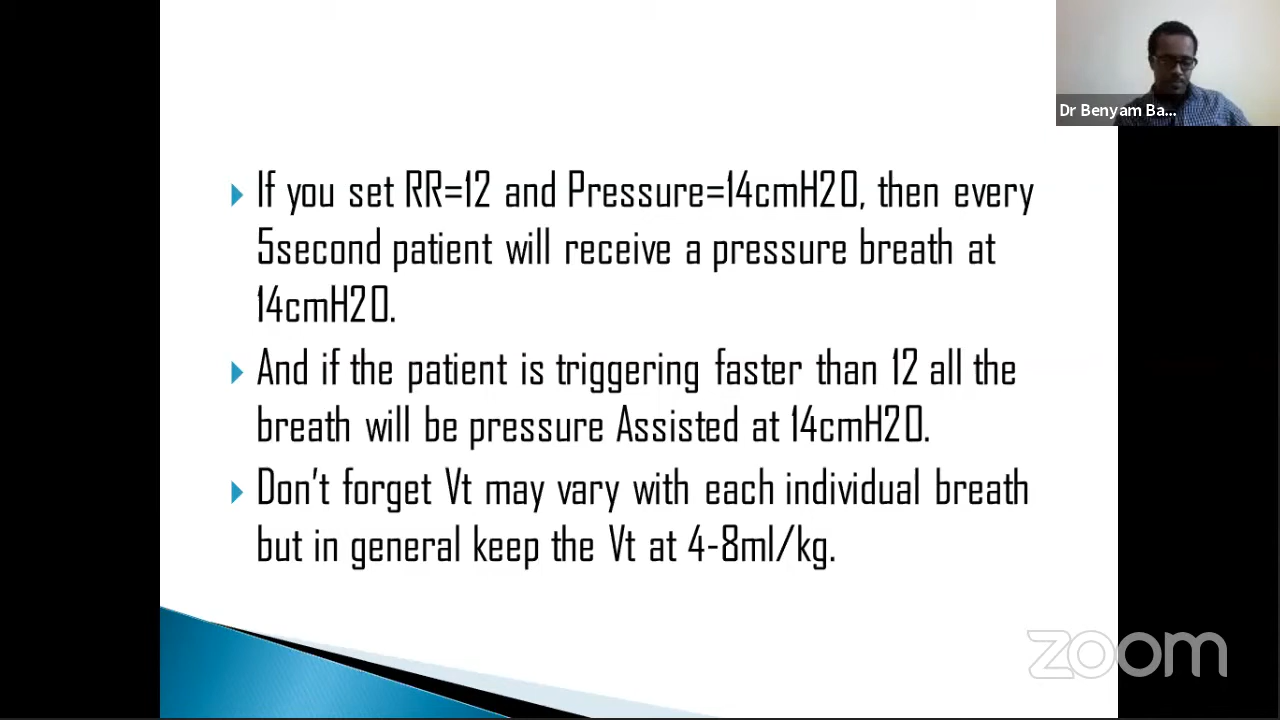 Dr Benyam Ba...
If you set RR=12 and Pressure=14cmH2O, then every
5second patient will receive a pressure breath at
14cmH2O.
And if the patient is triggering faster than 12 all the
breath will be pressure Assisted at 14cmH2O.
Don't forget Vt may vary with each individual breath
but in general keep the Vt at 4-8ml/kg.
zoom